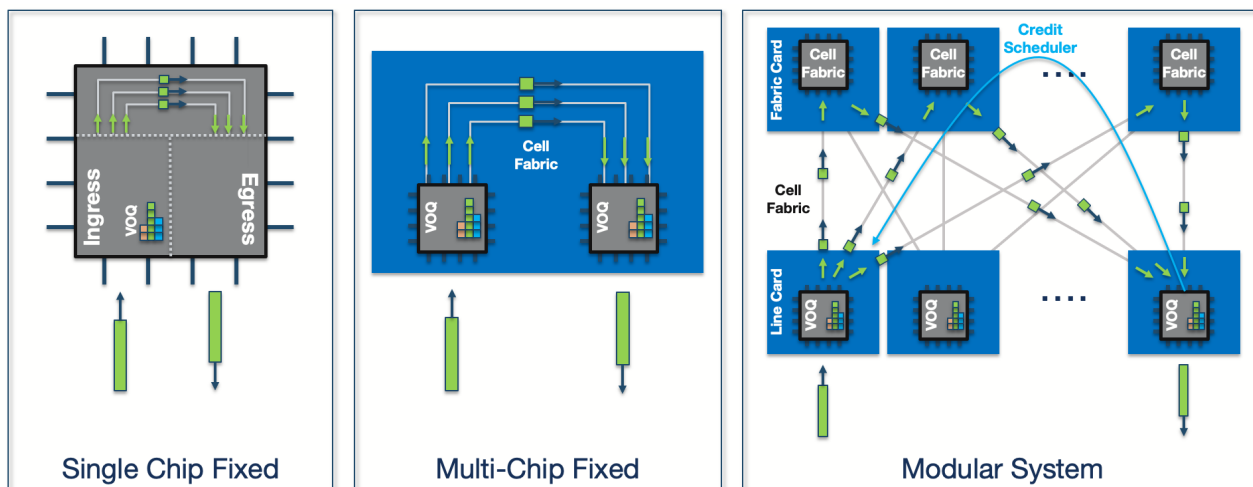 Ingress
VOQ
Egress
Single Chip Fixed
Cell
Fabric
VOQ
VOQ
Multi-Chip Fixed
Credit
Scheduler
Fabric Card
Cell
Fabric
Cell
Fabric
....
Cell
Fabric
Cell
Fabric
Line Card
VOQ
VOQ
....
VOQ
Modular System